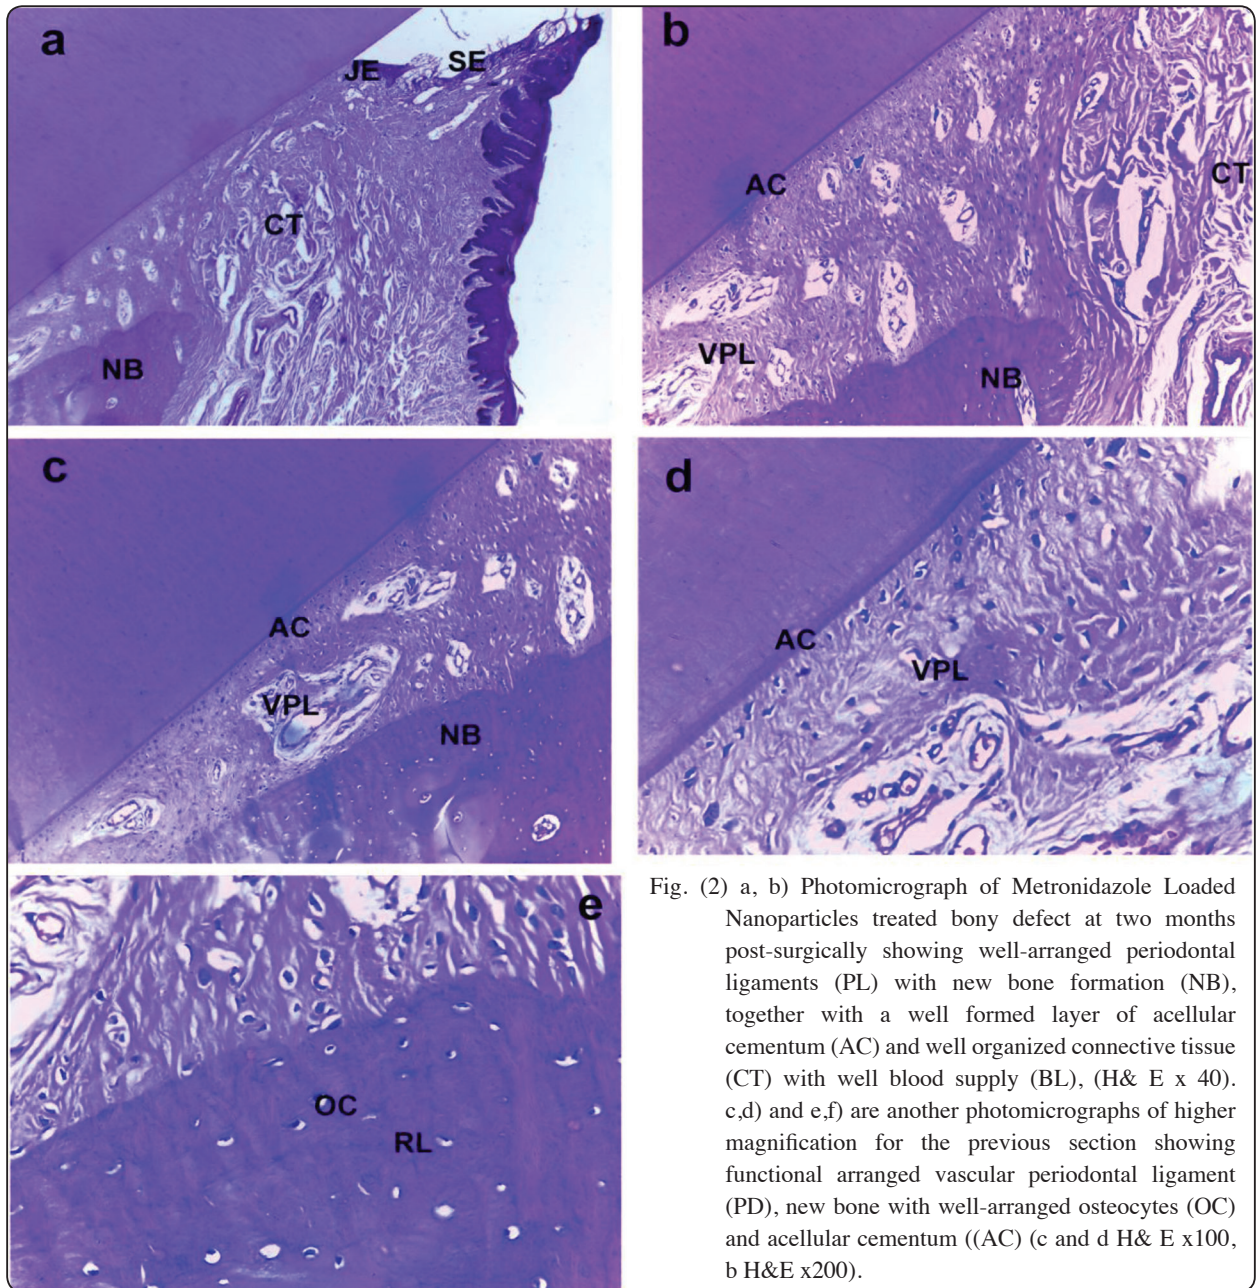 a
JE
SE
CT
NB
b
AC
CT
VPL
NB
c
AC
VPL
NB
d
AC
VPL
e
OC
RL
Fig. (2) a, b) Photomicrograph of Metronidazole Loaded
Nanoparticles treated bony defect at two months
post-surgically showing well-arranged periodontal
ligaments (PL) with new bone formation (NB),
together with a well formed layer of acellular
cementum (AC) and well organized connective tissue
(CT) with well blood supply (BL), (H& E x 40).
c,d) and e,f) are another photomicrographs of higher
magnification for the previous section showing
functional arranged vascular periodontal ligament
(PD), new bone with well-arranged osteocytes (OC)
and acellular cementum ((AC) (c and d H& E x100,
b H&E x200).